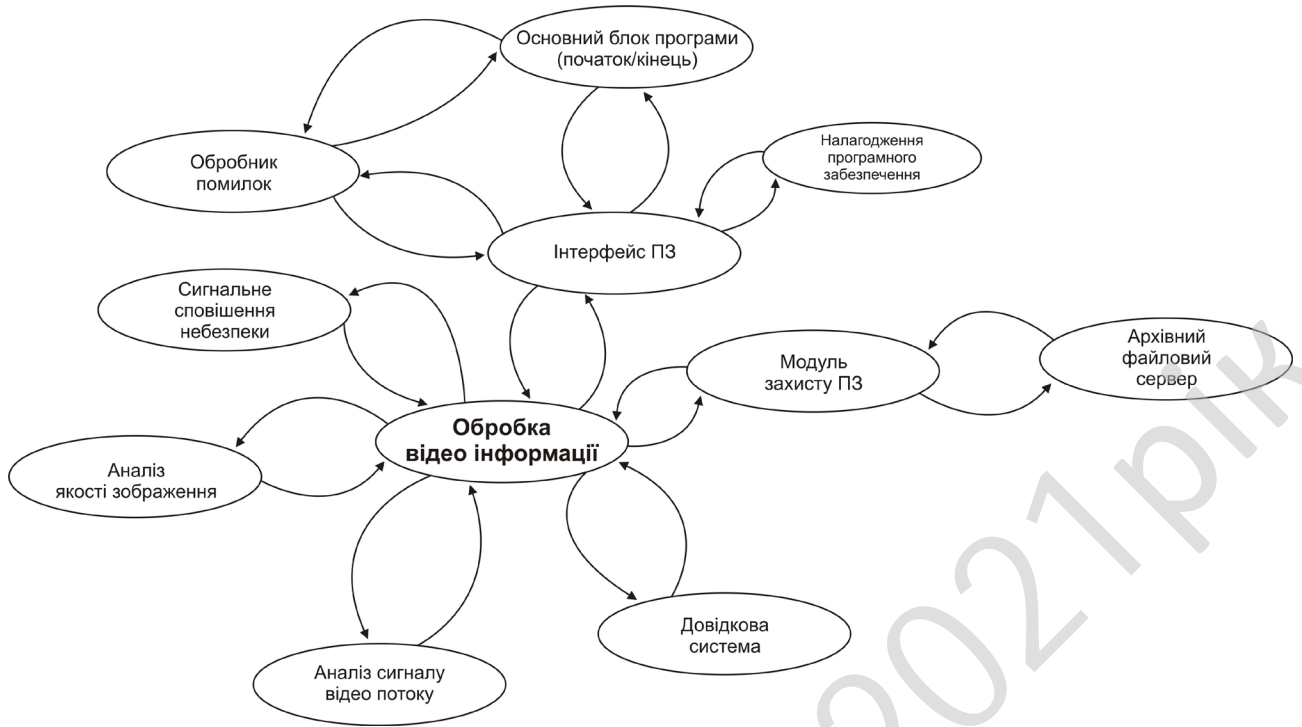 Основний блок програми
(початок/кінець)
Обробник
помилок
Налагодження
програмного
забезпечення
Інтерфейс ПЗ
Сигнальне
сповішення
небезпеки
Модуль
захисту ПЗ
Архівний
файловий
сервер
Обробка
відео інформації
Аналіз
якості зображення
Довідкова
система
Аналіз сигналу
відео потоку
2021рік